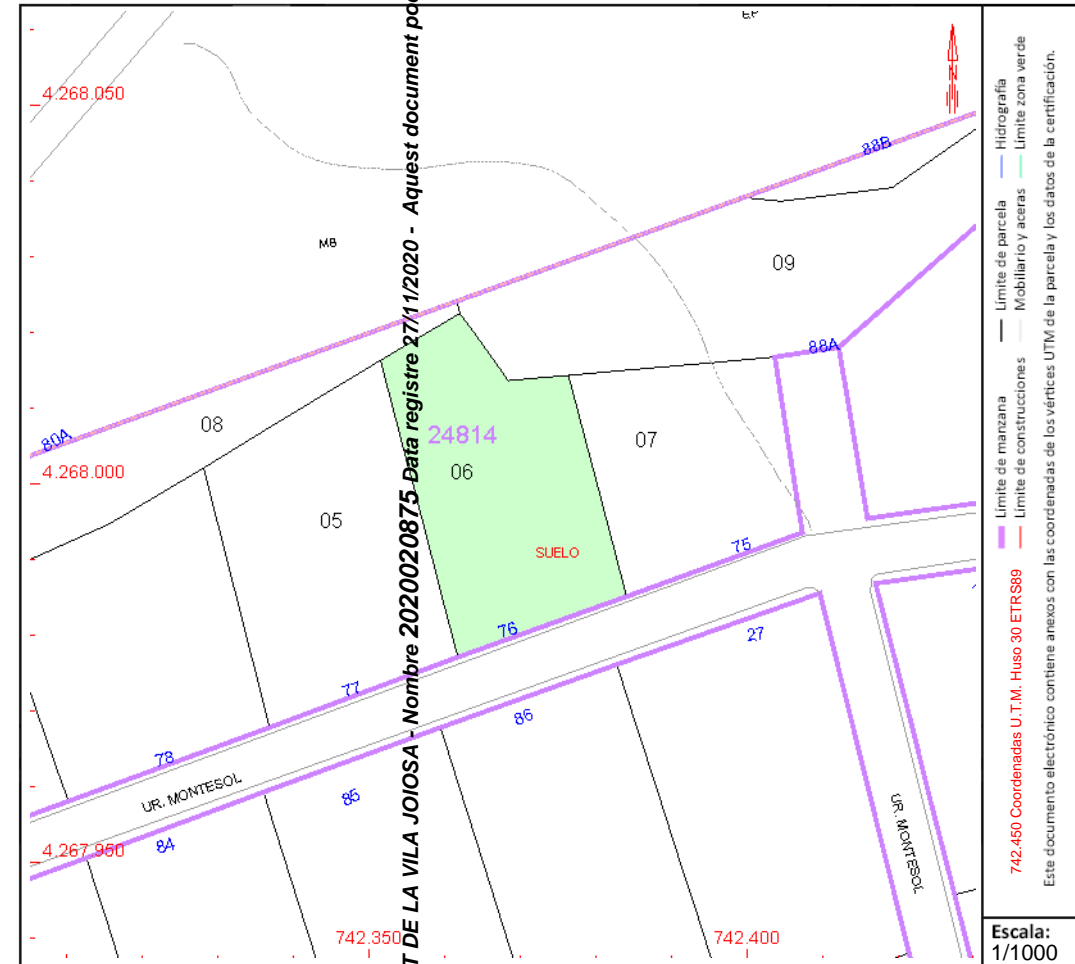 E.P
4.268.050
88B
M8
09
88A
08
80A
24814
07
06
4.268.000
05
SUELO
75
76
27
77
86
78
UR. MONTESOL
85
84
UR. MONTESOL
4.267.950
742.350
742.400
T DE LA VILA JOIOSA - Nombre 2020020875 Data registre 27/11/2020 - Aquest document poc
742.450 Coordenadas U.T.M. Huso 30 ETRS89
Límite de manzana
Límite de parcela
Hidrografía
Límite de construcciones
Mobiliario y aceras
Límite zona verde
Este documento electrónico contiene anexos con las coordenadas de los vértices UTM de la parcela y los datos de la certificación.
Escala:
1/1000